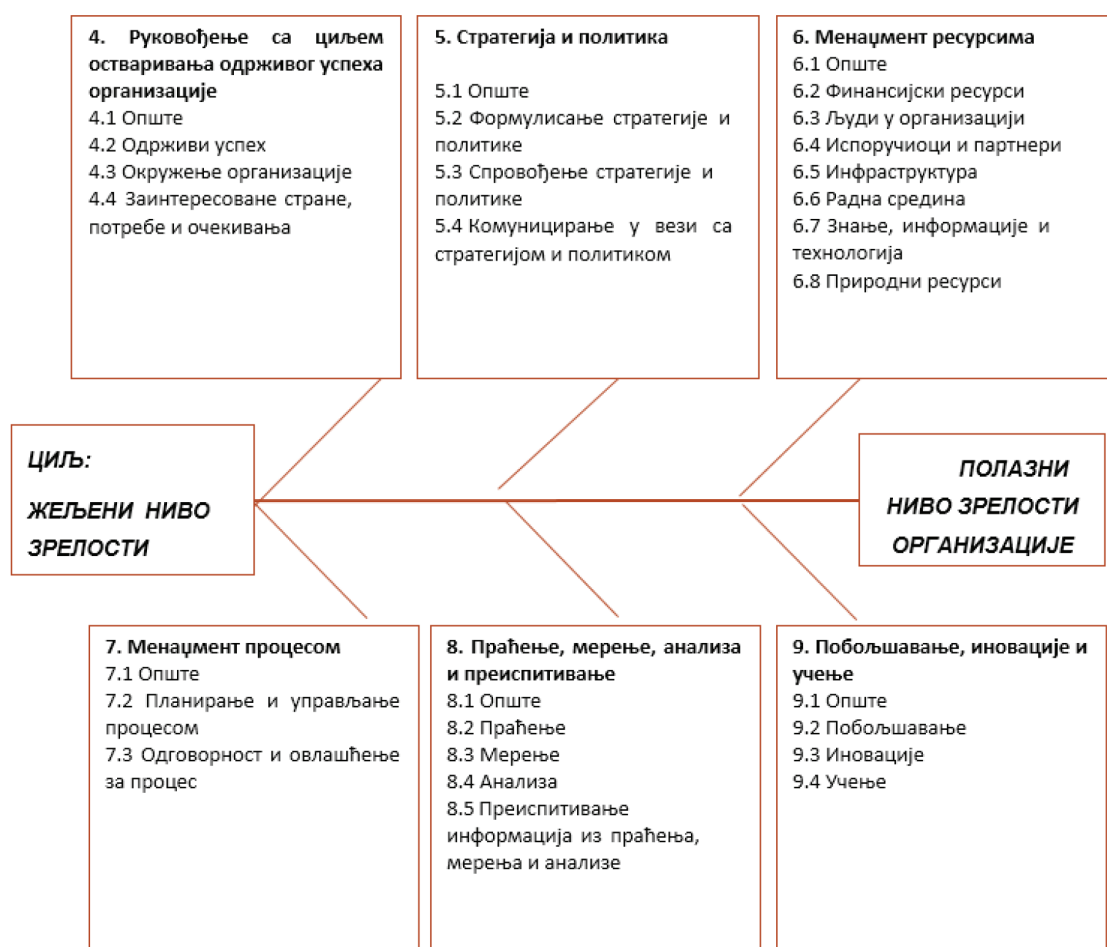 4. Руковођење са циљем
остваривања одрживог успеха
организације
4.1 Опште
4.2 Одрживи успех
4.3 Окружење организације
4.4 Заинтересоване стране,
потребе и очекивања
5. Стратегија и политика
5.1 Опште
5.2 Формулисање стратегије и
политике
5.3 Спровођење стратегије и
политике
5.4 Комуницирање у вези са
стратегијом и политиком
6. Менаџмент ресурсима
6.1 Опште
6.2 Финансијски ресурси
6.3 Људи у организацији
6.4 Испоручиоци и партнери
6.5 Инфраструктура
6.6 Радна средина
6.7 Знање, информације и
технологија
6.8 Природни ресурси
ЦИЉ:
ЖЕЉЕНИ НИВО
ЗРЕЛОСТИ
ПОЛАЗНИ
НИВО ЗРЕЛОСТИ
ОРГАНИЗАЦИЈЕ
7. Менаџмент процесом
7.1 Опште
7.2 Планирање и управљање
процесом
7.3 Одговорност и овлашћење
за процес
8. Праћење, мерење, анализа
и преиспитивање
8.1 Опште
8.2 Праћење
8.3 Мерење
8.4 Анализа
8.5 Преиспитивање
информација из праћења,
мерења и анализе
9. Побољшавање, иновације и
учење
9.1 Опште
9.2 Побољшавање
9.3 Иновације
9.4 Учење